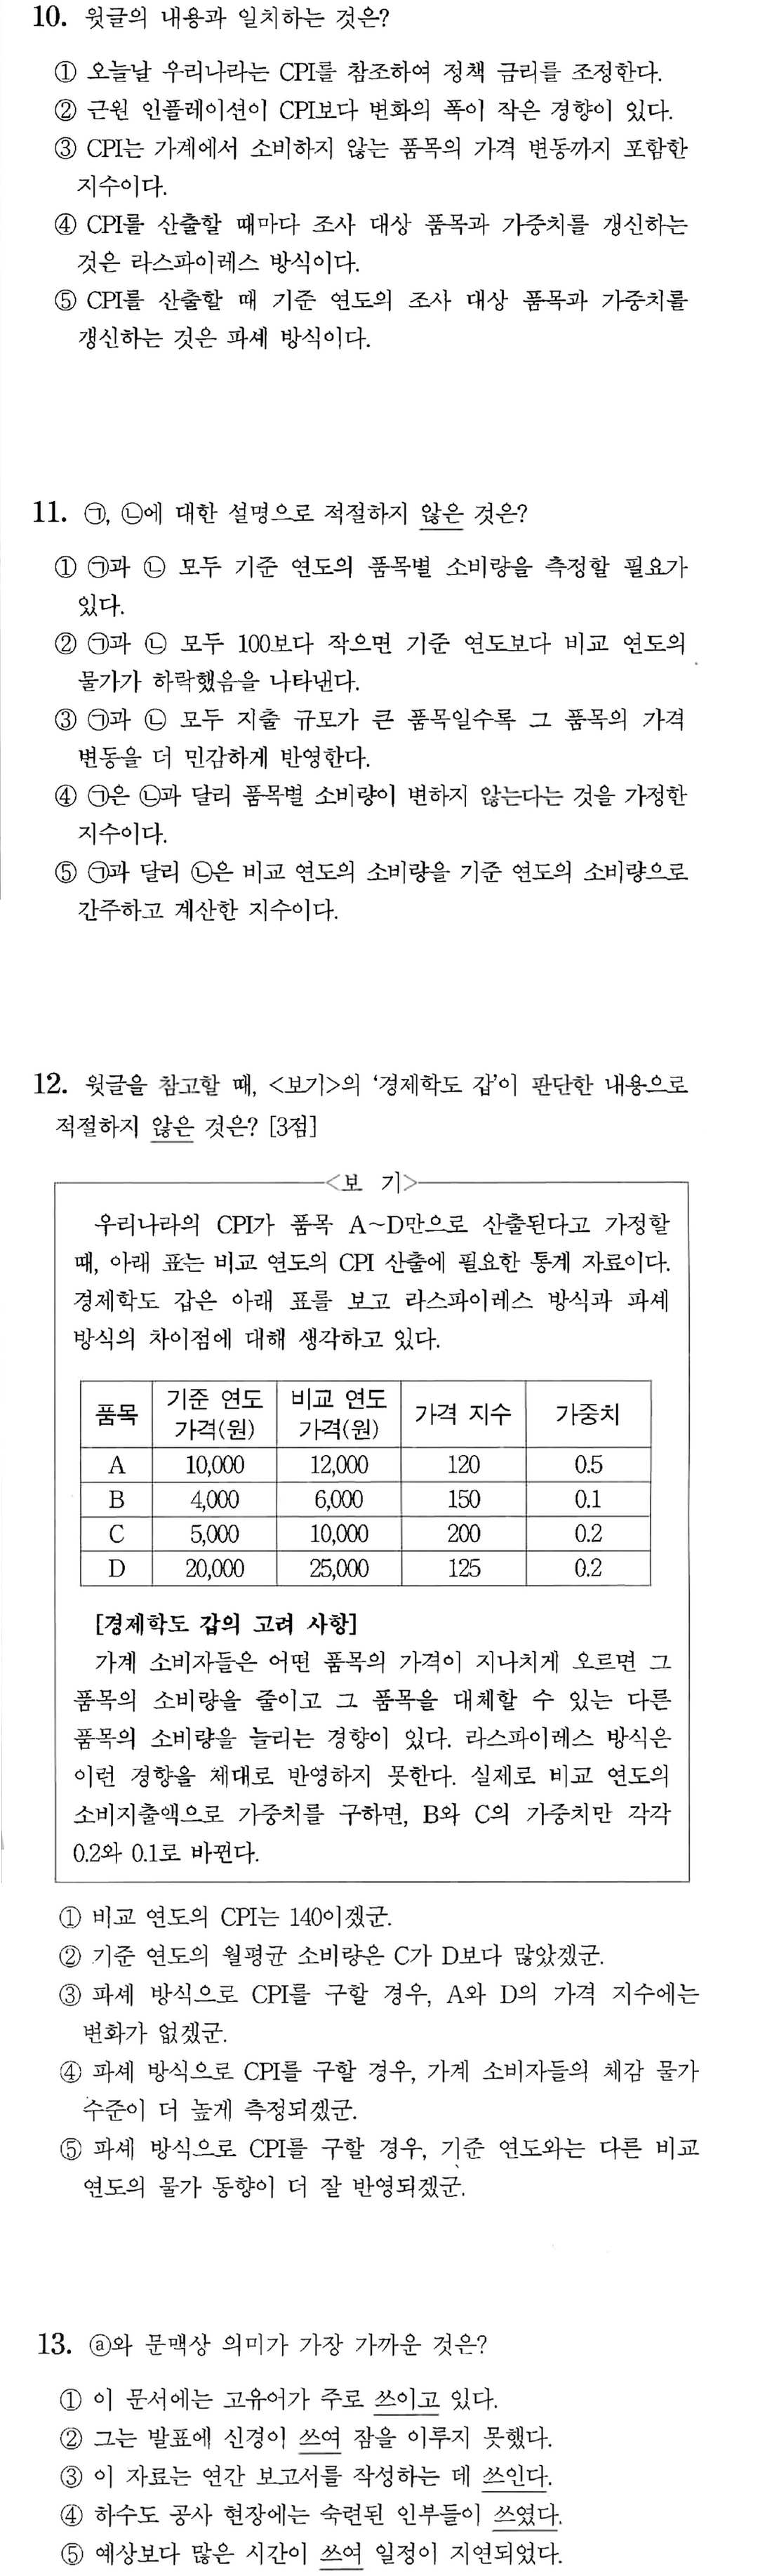 10. 윗글의 내용과 일치하는 것은?
① 오늘날 우리나라는 CPI를 참조하여 정책 금리를 조정한다.
② 근원 인플레이션이 CPI보다 변화의 폭이 작은 경향이 있다.
③ CPI는 가계에서 소비하지 않는 품목의 가격 변동까지 포함한
지수이다.
④ CPI를 산출할 때마다 조사 대상 품목과 가중치를 갱신하는
것은 라스파이레스 방식이다.
⑤ CPI를 산출할 때 기준 연도의 조사 대상 품목과 가중치를
갱신하는 것은 파셰 방식이다.
11. ㉠, ㉡에 대한 설명으로 적절하지 않은 것은?
① ㉠과 ㉡ 모두 기준 연도의 품목별 소비량을 측정할 필요가
있다.
② ㉠과 ㉡ 모두 100보다 작으면 기준 연도보다 비교 연도의
물가가 하락했음을 나타낸다.
③ ㉠과 ㉡ 모두 지출 규모가 큰 품목일수록 그 품목의 가격
변동을 더 민감하게 반영한다.
④ ㉠은 ㉡과 달리 품목별 소비량이 변하지 않는다는 것을 가정한
지수이다.
⑤ ㉠과 달리 ㉡은 비교 연도의 소비량을 기준 연도의 소비량으로
간주하고 계산한 지수이다.
12. 윗글을 참고할 때, <보기>의 ‘경제학도 갑’이 판단한 내용으로
적절하지 않은 것은? [3점]
<보 기>
우리나라의 CPI가 품목 A~D만으로 산출된다고 가정할
때, 아래 표는 비교 연도의 CPI 산출에 필요한 통계 자료이다.
경제학도 갑은 아래 표를 보고 라스파이레스 방식과 파셰
방식의 차이점에 대해 생각하고 있다.
품목 기준 연도 가격(원) 비교 연도 가격(원) 가격 지수 가중치
A 10,000 12,000 120 0.5
B 4,000 6,000 150 0.1
C 5,000 10,000 200 0.2
D 20,000 25,000 125 0.2
[경제학도 갑의 고려 사항]
가계 소비자들은 어떤 품목의 가격이 지나치게 오르면 그
품목의 소비량을 줄이고 그 품목을 대체할 수 있는 다른
품목의 소비량을 늘리는 경향이 있다. 라스파이레스 방식은
이런 경향을 제대로 반영하지 못한다. 실제로 비교 연도의
소비지출액으로 가중치를 구하면, B와 C의 가중치만 각각
0.2와 0.1로 바뀐다.
① 비교 연도의 CPI는 140이겠군.
② 기준 연도의 월평균 소비량은 C가 D보다 많았겠군.
③ 파셰 방식으로 CPI를 구할 경우, A와 D의 가격 지수에는
변화가 없겠군.
④ 파셰 방식으로 CPI를 구할 경우, 가계 소비자들의 체감 물가
수준이 더 높게 측정되겠군.
⑤ 파셰 방식으로 CPI를 구할 경우, 기준 연도와는 다른 비교
연도의 물가 동향이 더 잘 반영되겠군.
13. ⓐ와 문맥상 의미가 가장 가까운 것은?
① 이 문서에는 고유어가 주로 쓰이고 있다.
② 그는 발표에 신경이 쓰여 잠을 이루지 못했다.
③ 이 자료는 연간 보고서를 작성하는 데 쓰인다.
④ 하수도 공사 현장에는 숙련된 인부들이 쓰였다.
⑤ 예상보다 많은 시간이 쓰여 일정이 지연되었다.